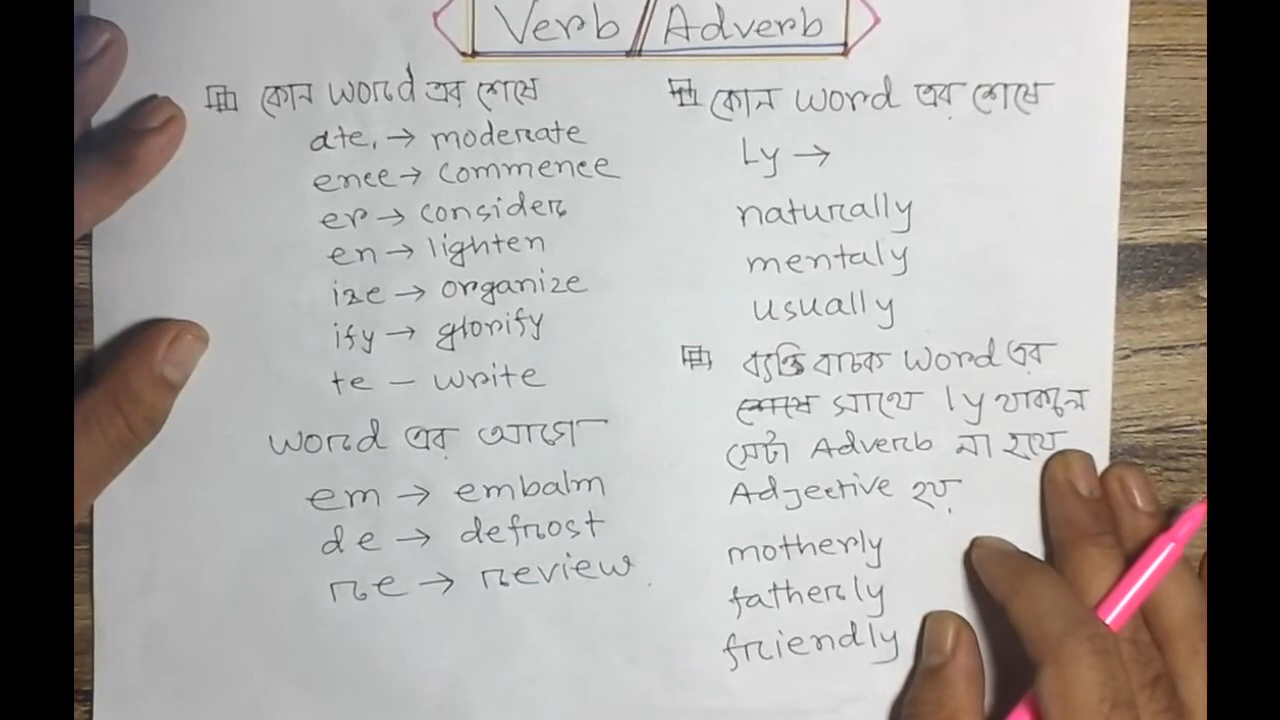 Verb // Adverb
কোন word এর শেষে
ate, → moderate
ence → commence
er → consider
en → lighten
ize → organize
ify → glorify
te – write
word এর আগে
em → embalm
de → defrost
re → review.
কোন word এর শেষে
Ly →
naturally
mentaly
usually
ব্যক্তি বাচক word এর
শেষে সাথে ly থাকলে
সেটা Adverb না হয়ে
Adjective হয়
motherly
fatherly
friendly